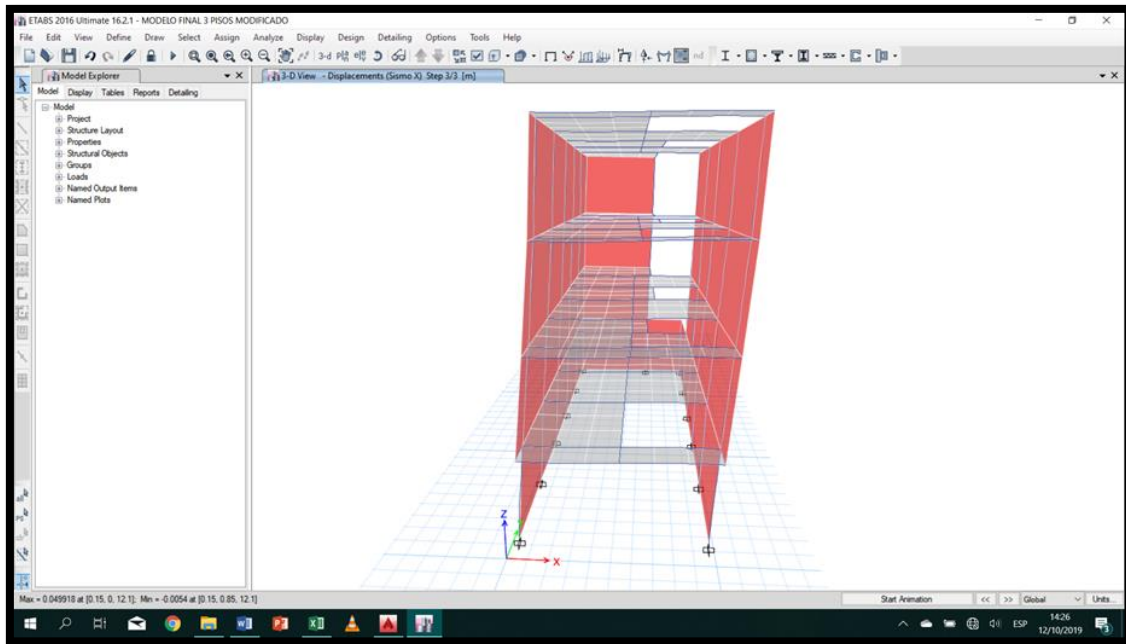 ETABS 2016 Ultimate 16.2.1 - MODELO FINAL 3 PISOS MODIFICADO
File Edit View Define Draw Select Assign Analyze Display Design Detailing Options Tools Help
3-d
Model Explorer
3-D View - Displacements (Sismo X) Step 3/3 [m]
Model Display Tables Reports Detailing
Model
Project
Structure Layout
Properties
Structural Objects
Groups
Loads
Named Output Items
Named Plots
Z
X
Max = 0.049918 at [0.15, 0, 12.1]; Min = -0.0054 at [0.15, 0.85, 12.1]
Start Animation << >> Global Units...
ESP
14:26
12/10/2019